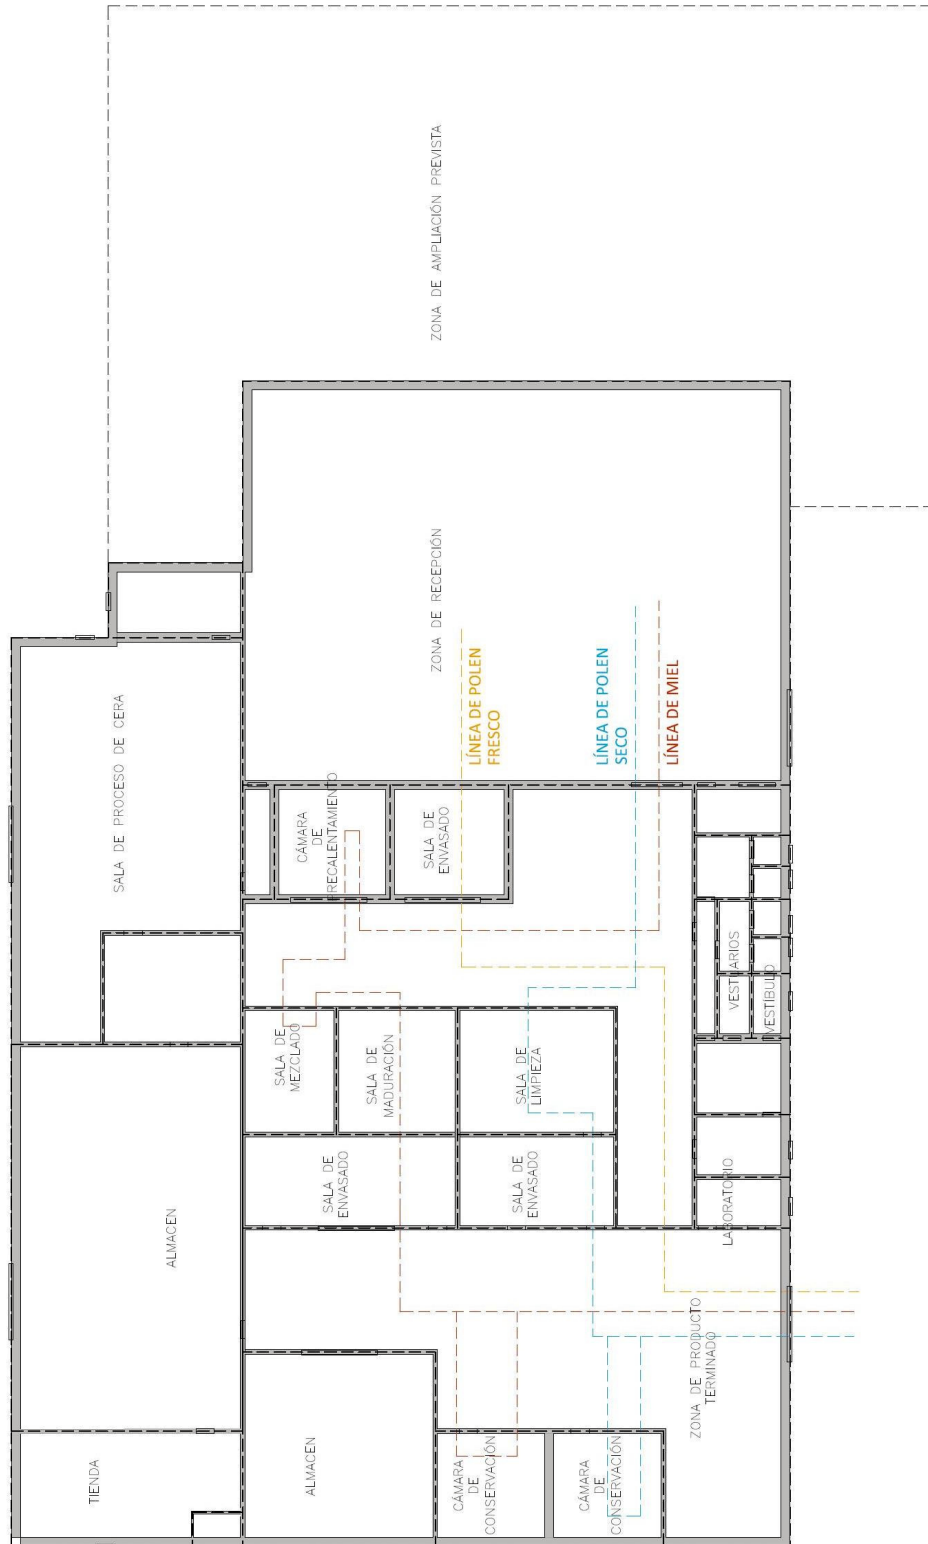 ZONA DE AMPLIACIÓN PREVISTA
ZONA DE RECEPCIÓN
LÍNEA DE POLEN
FRESCO
LÍNEA DE POLEN
SECO
LÍNEA DE MIEL
SALA DE PROCESO DE CERA
CÁMARA
DE
PRECALENTAMIENTO
SALA DE
ENVASADO
VESTUARIOS
VESTÍBULO
SALA DE
MEZCLADO
SALA DE
MADURACIÓN
SALA DE
LIMPIEZA
SALA DE
ENVASADO
SALA DE
ENVASADO
LABORATORIO
ALMACEN
ZONA DE PRODUCTO
TERMINADO
TIENDA
ALMACEN
CÁMARA
DE
CONSERVACIÓN
CÁMARA
DE
CONSERVACIÓN